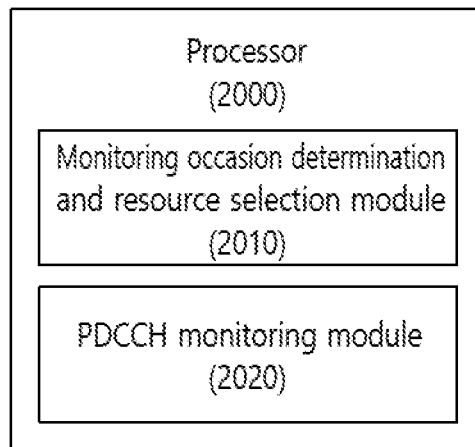 Processor
(2000)
Monitoring occasion determination
and resource selection module
(2010)
PDCCH monitoring module
(2020)